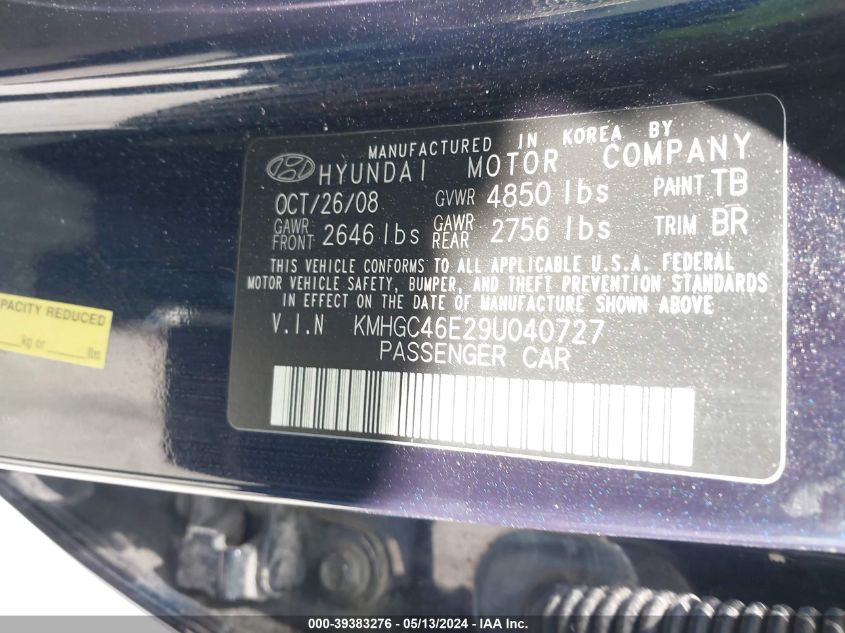 MANUFACTURED IN KOREA BY
HYUNDAI MOTOR COMPANY
OCT/26/08 GVWR 4850 lbs PAINT TB
GAWR FRONT 2646 lbs GAWR REAR 2756 lbs TRIM BR
THIS VEHICLE CONFORMS TO ALL APPLICABLE U.S.A. FEDERAL
MOTOR VEHICLE SAFETY, BUMPER, AND THEFT PREVENTION STANDARDS
IN EFFECT ON THE DATE OF MANUFACTURE SHOWN ABOVE
V.I.N KMHGC46E29U040727
PASSENGER CAR
CAPACITY REDUCED
kg or lbs
000-39383276 - 05/13/2024 - IAA Inc.